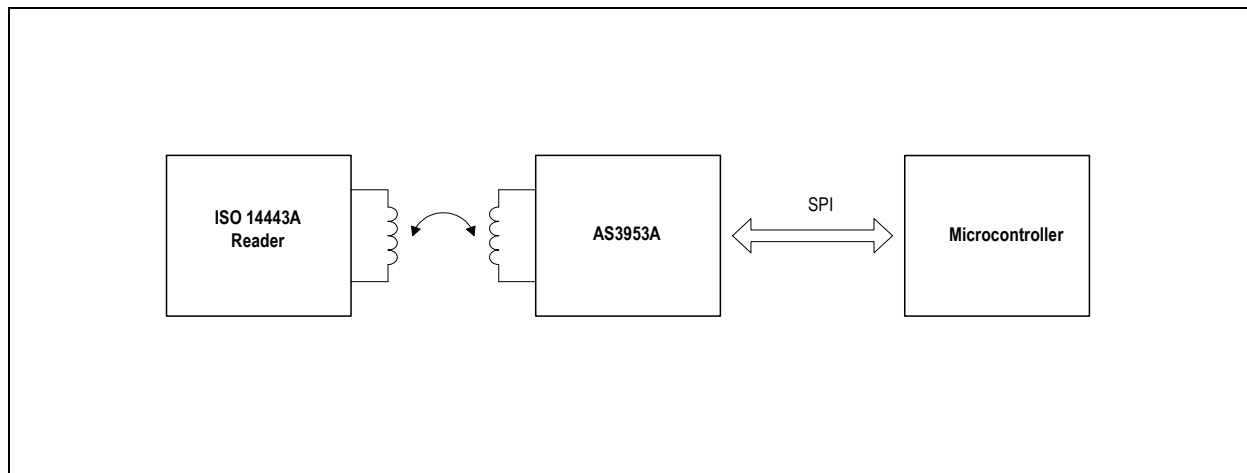 ISO 14443A
Reader
AS3953A
SPI
Microcontroller